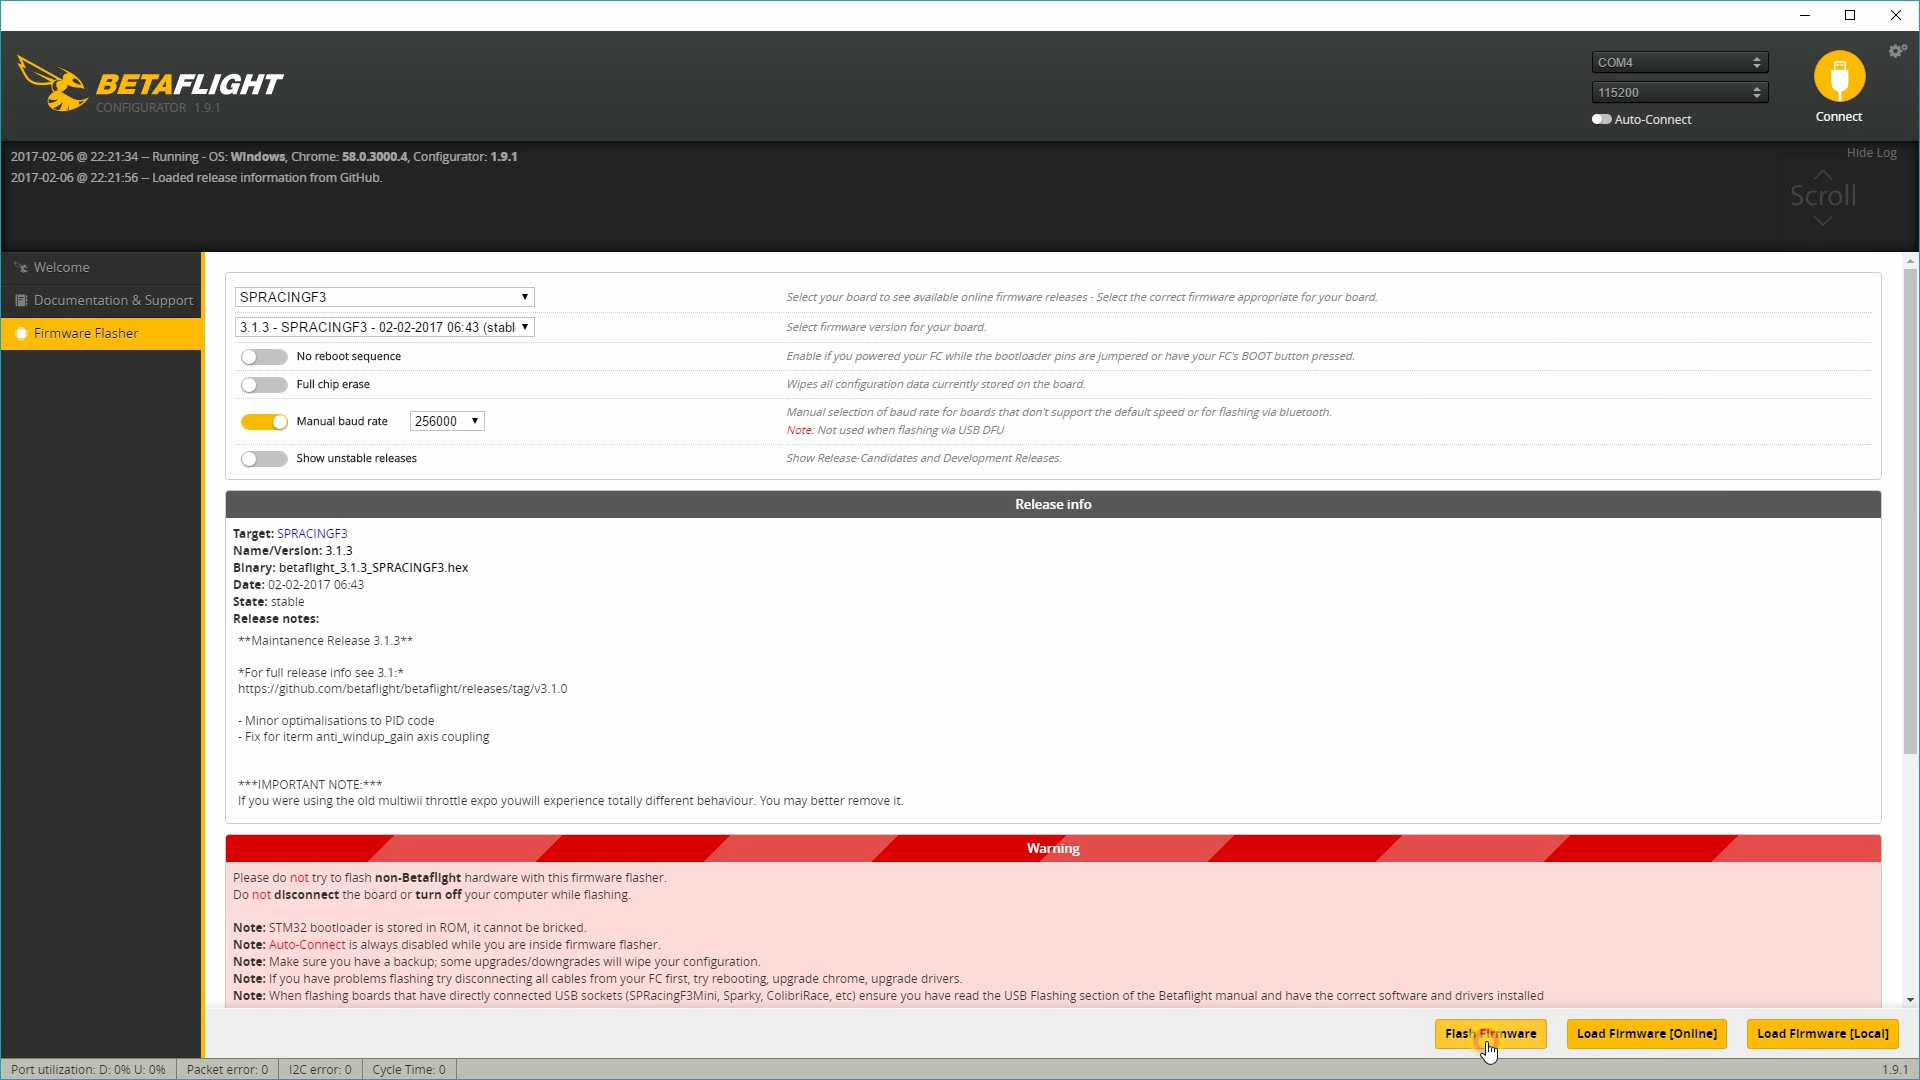 BETAFLIGHT
CONFIGURATOR 1.9.1
COM4
115200
Auto-Connect
Connect
2017-02-06 @ 22:21:34 -- Running - OS: Windows, Chrome: 58.0.3000.4, Configurator: 1.9.1
2017-02-06 @ 22:21:56 -- Loaded release information from GitHub.
Hide Log
Scroll
Welcome
Documentation & Support
Firmware Flasher
SPRACINGF3
Select your board to see available online firmware releases - Select the correct firmware appropriate for your board.
3.1.3 - SPRACINGF3 - 02-02-2017 06:43 (stabl
Select firmware version for your board.
No reboot sequence
Enable if you powered your FC while the bootloader pins are jumpered or have your FC's BOOT button pressed.
Full chip erase
Wipes all configuration data currently stored on the board.
Manual baud rate
256000
Manual selection of baud rate for boards that don't support the default speed or for flashing via bluetooth.
Note: Not used when flashing via USB DFU
Show unstable releases
Show Release-Candidates and Development Releases.
Release info
Target: SPRACINGF3
Name/Version: 3.1.3
Binary: betaflight_3.1.3_SPRACINGF3.hex
Date: 02-02-2017 06:43
State: stable
Release notes:
**Maintanence Release 3.1.3**
*For full release info see 3.1:*
https://github.com/betaflight/betaflight/releases/tag/v3.1.0
- Minor optimalisations to PID code
- Fix for iterm anti_windup_gain axis coupling
***IMPORTANT NOTE:***
If you were using the old multiwii throttle expo youwill experience totally different behaviour. You may better remove it.
Warning
Please do not try to flash non-Betaflight hardware with this firmware flasher.
Do not disconnect the board or turn off your computer while flashing.
Note: STM32 bootloader is stored in ROM, it cannot be bricked.
Note: Auto-Connect is always disabled while you are inside firmware flasher.
Note: Make sure you have a backup; some upgrades/downgrades will wipe your configuration.
Note: If you have problems flashing try disconnecting all cables from your FC first, try rebooting, upgrade chrome, upgrade drivers.
Note: When flashing boards that have directly connected USB sockets (SPRacingF3Mini, Sparky, ColibriRace, etc) ensure you have read the USB Flashing section of the Betaflight manual and have the correct software and drivers installed
Flash Firmware
Load Firmware [Online]
Load Firmware [Local]
Port utilization: D: 0% U: 0%
Packet error: 0
I2C error: 0
Cycle Time: 0
1.9.1